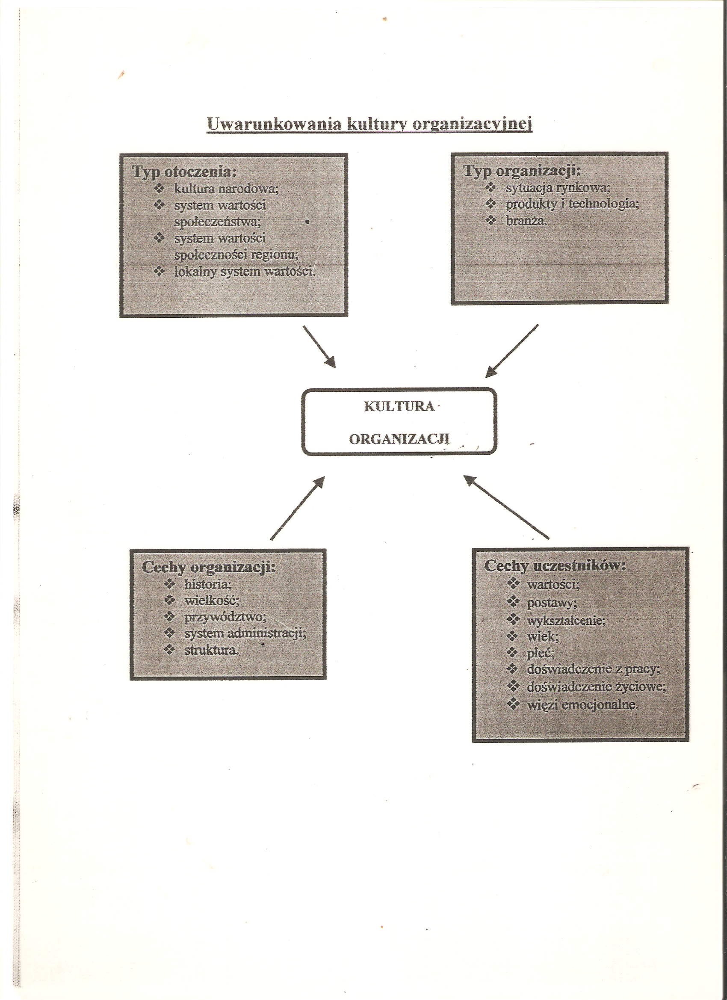 Uwarunkowania kultury organizacyjnej
Typ otoczenia:
❖ kultura narodowa;
❖ system wartości
społeczeństwa;
❖ system wartości
społeczności regionu;
❖ lokalny system wartości.
Typ organizacji:
❖ sytuacja rynkowa;
❖ produkty i technologia;
❖ branża.
KULTURA
ORGANIZACJI
Cechy organizacji:
❖ historia;
❖ wielkość;
❖ przywództwo;
❖ system administracji;
❖ struktura.
Cechy uczestników:
❖ wartości;
❖ postawy;
❖ wykształcenie;
❖ wiek;
❖ płeć;
❖ doświadczenie z pracy;
❖ doświadczenie życiowe;
❖ więzi emocjonalne.